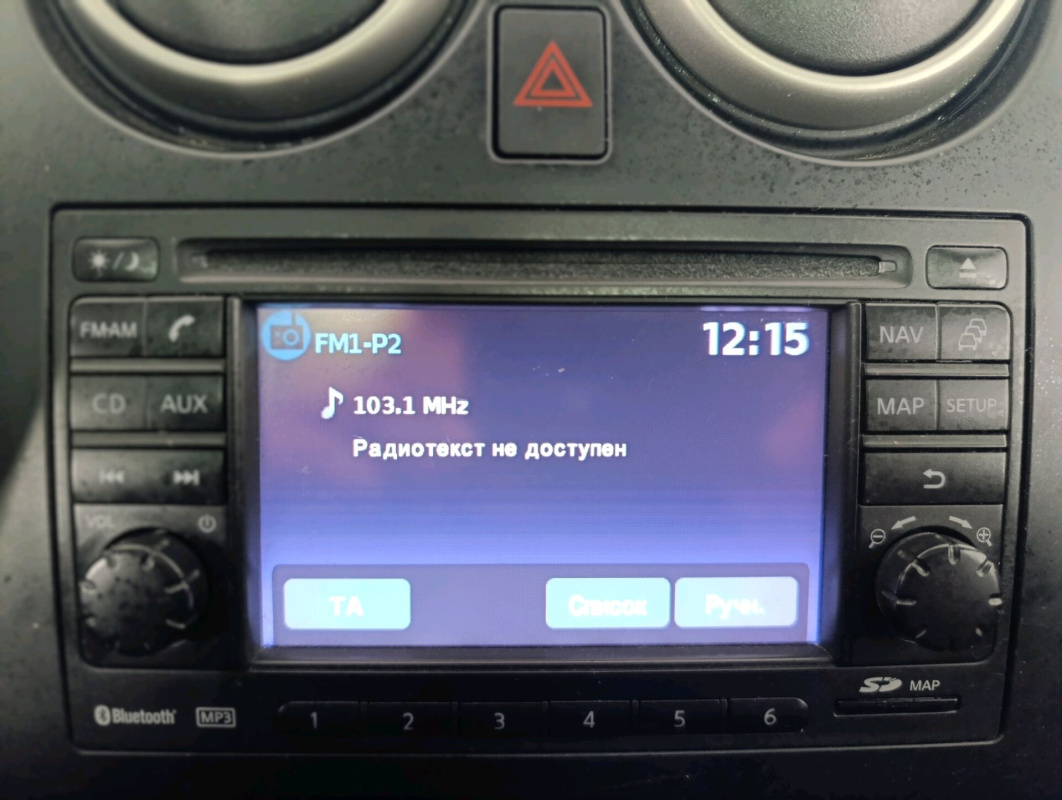 FM1-P2
12:15
103.1 MHz
Радиотекст не доступен
TA
Список
Ручн.
FM·AM
CD
AUX
VOL
NAV
MAP
SETUP
Bluetooth
MP3
1
2
3
4
5
6
SD
MAP